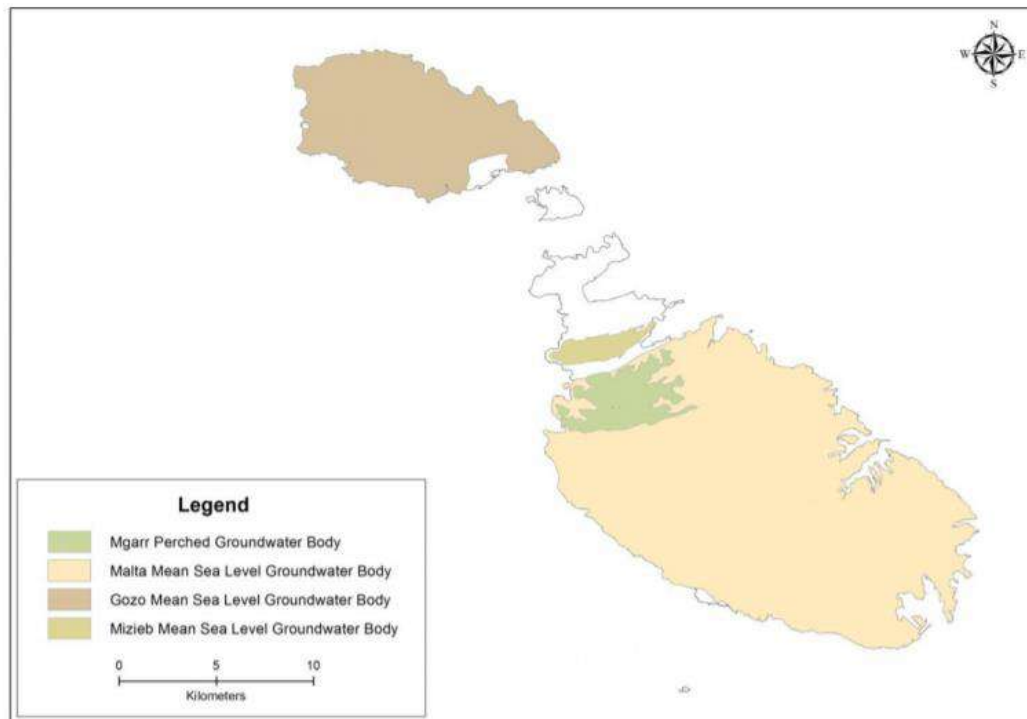 N
W E
S
Legend
Mgarr Perched Groundwater Body
Malta Mean Sea Level Groundwater Body
Gozo Mean Sea Level Groundwater Body
Mizieb Mean Sea Level Groundwater Body
0 5 10
Kilometers